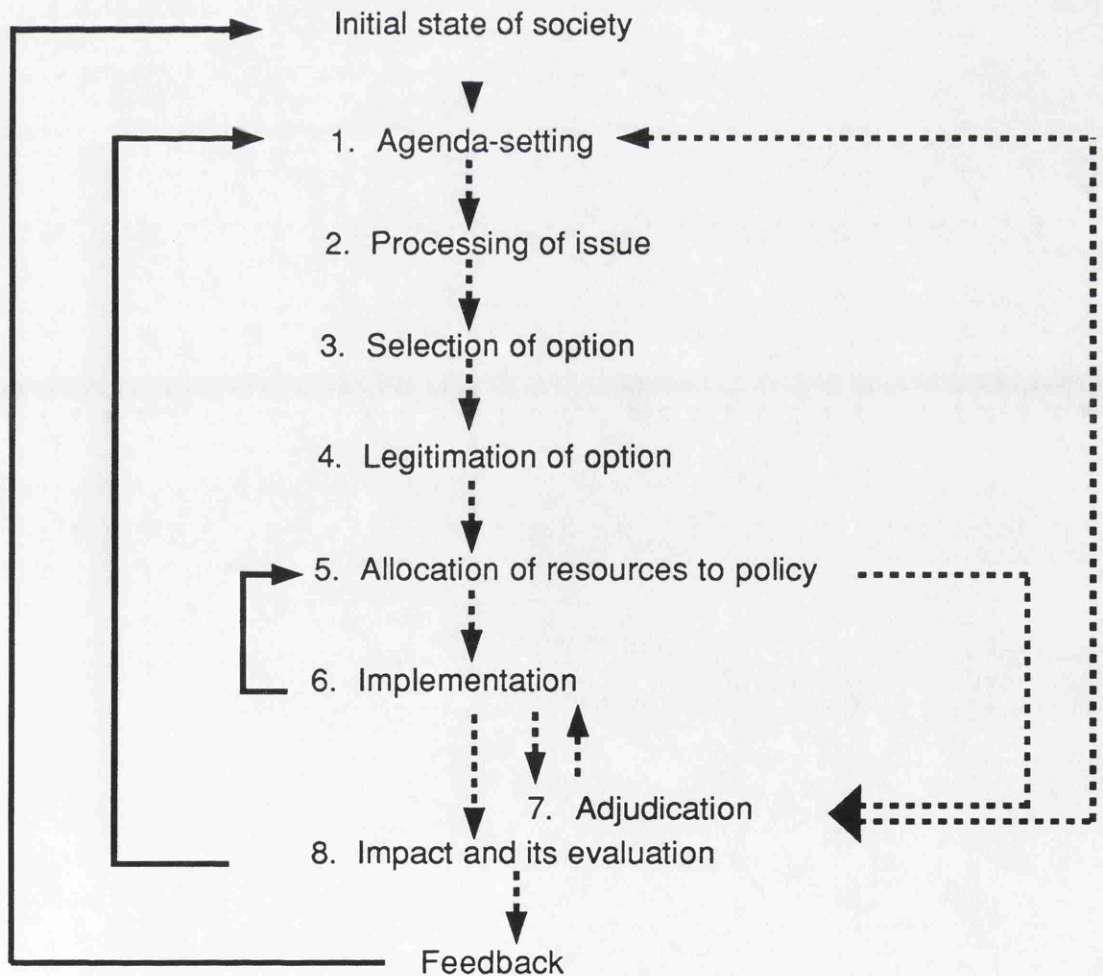 Initial state of society
1. Agenda-setting
2. Processing of issue
3. Selection of option
4. Legitimation of option
5. Allocation of resources to policy
6. Implementation
7. Adjudication
8. Impact and its evaluation
Feedback